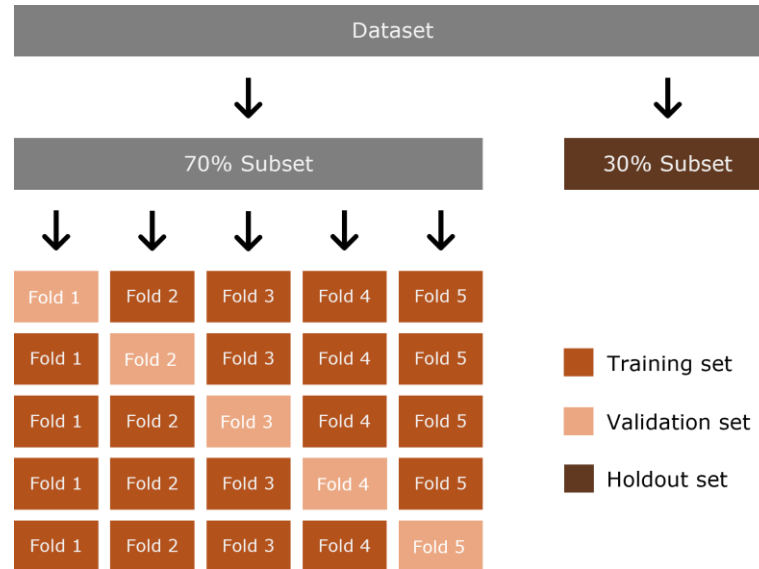 Dataset
70% Subset
30% Subset
Fold 1 Fold 2 Fold 3 Fold 4 Fold 5
Fold 1 Fold 2 Fold 3 Fold 4 Fold 5
Fold 1 Fold 2 Fold 3 Fold 4 Fold 5
Fold 1 Fold 2 Fold 3 Fold 4 Fold 5
Fold 1 Fold 2 Fold 3 Fold 4 Fold 5
Training set
Validation set
Holdout set